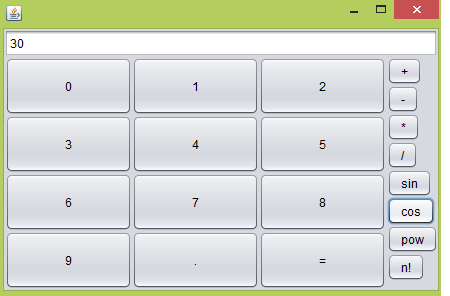 30
0 1 2 +
-
3 4 5 *
/
6 7 8 sin
cos
pow
9 . = n!